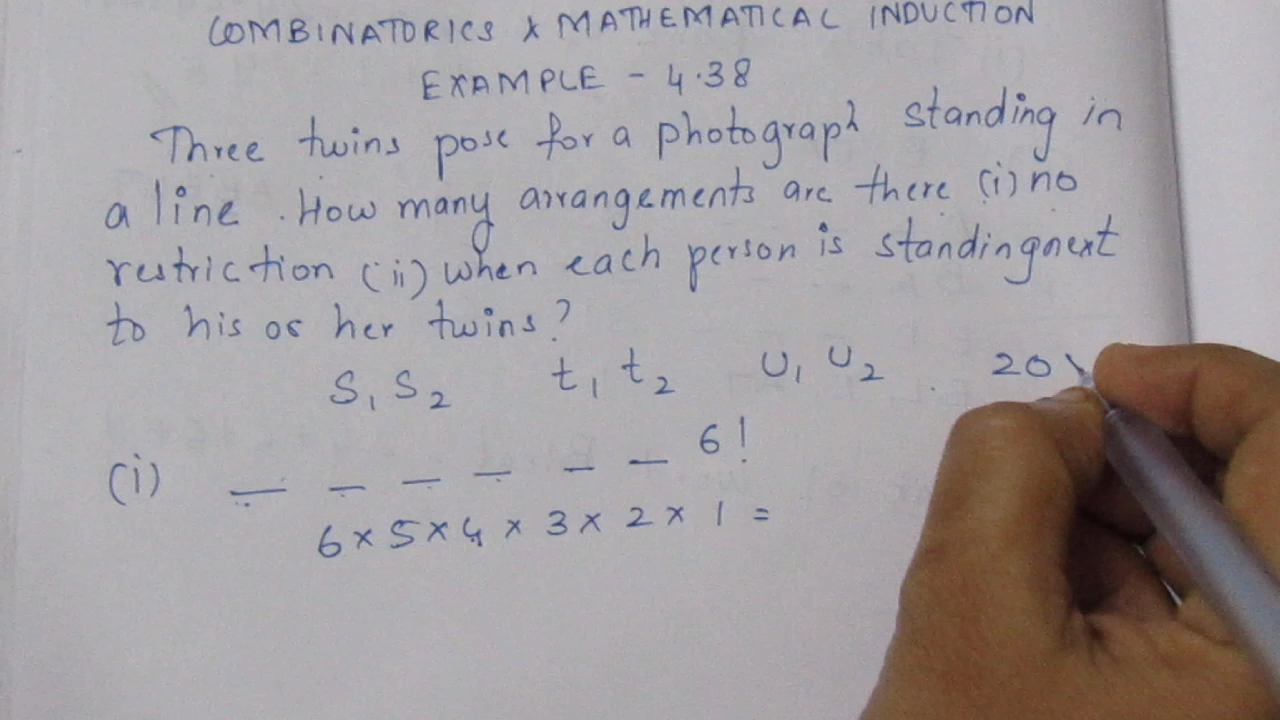 COMBINATORICS & MATHEMATICAL INDUCTION
EXAMPLE - 4.38
Three twins pose for a photograph standing in
a line. How many arrangements are there (i) no
restriction (ii) when each person is standing next
to his or her twins?
S₁ S₂ t₁ t₂ U₁ U₂ 20
(i) _ _ _ _ _ _ 6!
6 × 5 × 4 × 3 × 2 × 1 =